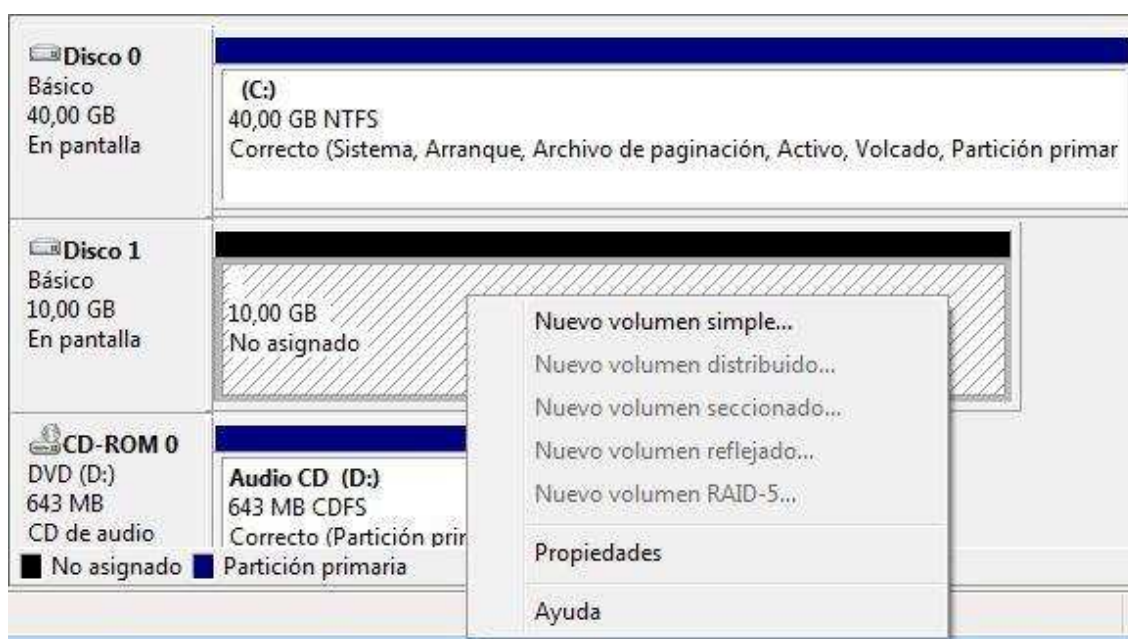 Disco 0
Básico
40,00 GB
En pantalla
(C:)
40,00 GB NTFS
Correcto (Sistema, Arranque, Archivo de paginación, Activo, Volcado, Partición primar
Disco 1
Básico
10,00 GB
En pantalla
10,00 GB
No asignado
Nuevo volumen simple...
Nuevo volumen distribuido...
Nuevo volumen seccionado...
Nuevo volumen reflejado...
Nuevo volumen RAID-5...
Propiedades
Ayuda
CD-ROM 0
DVD (D:)
643 MB
CD de audio
Audio CD (D:)
643 MB CDFS
Correcto (Partición prir
No asignado Partición primaria